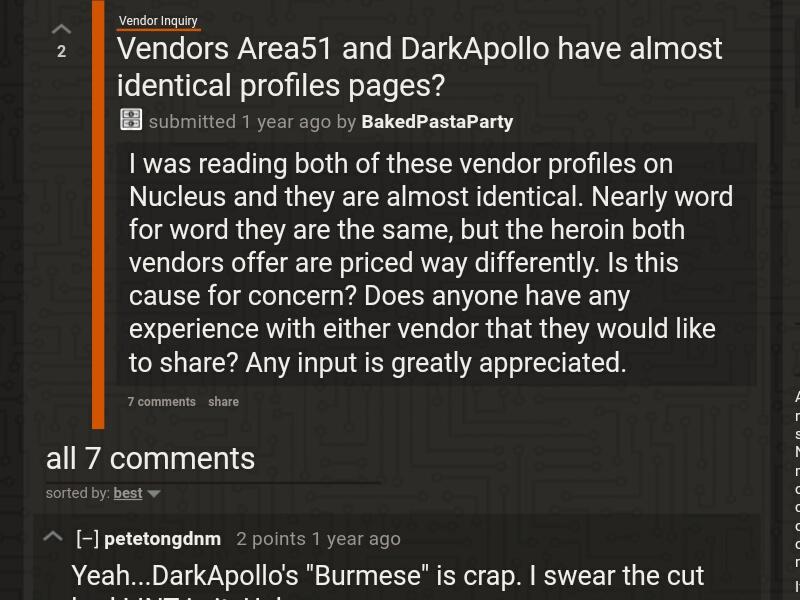 Vendor Inquiry
2
Vendors Area51 and DarkApollo have almost
identical profiles pages?
submitted 1 year ago by BakedPastaParty
I was reading both of these vendor profiles on
Nucleus and they are almost identical. Nearly word
for word they are the same, but the heroin both
vendors offer are priced way differently. Is this
cause for concern? Does anyone have any
experience with either vendor that they would like
to share? Any input is greatly appreciated.
7 comments share
all 7 comments
sorted by: best
[–] petetongdnm 2 points 1 year ago
Yeah...DarkApollo's "Burmese" is crap. I swear the cut